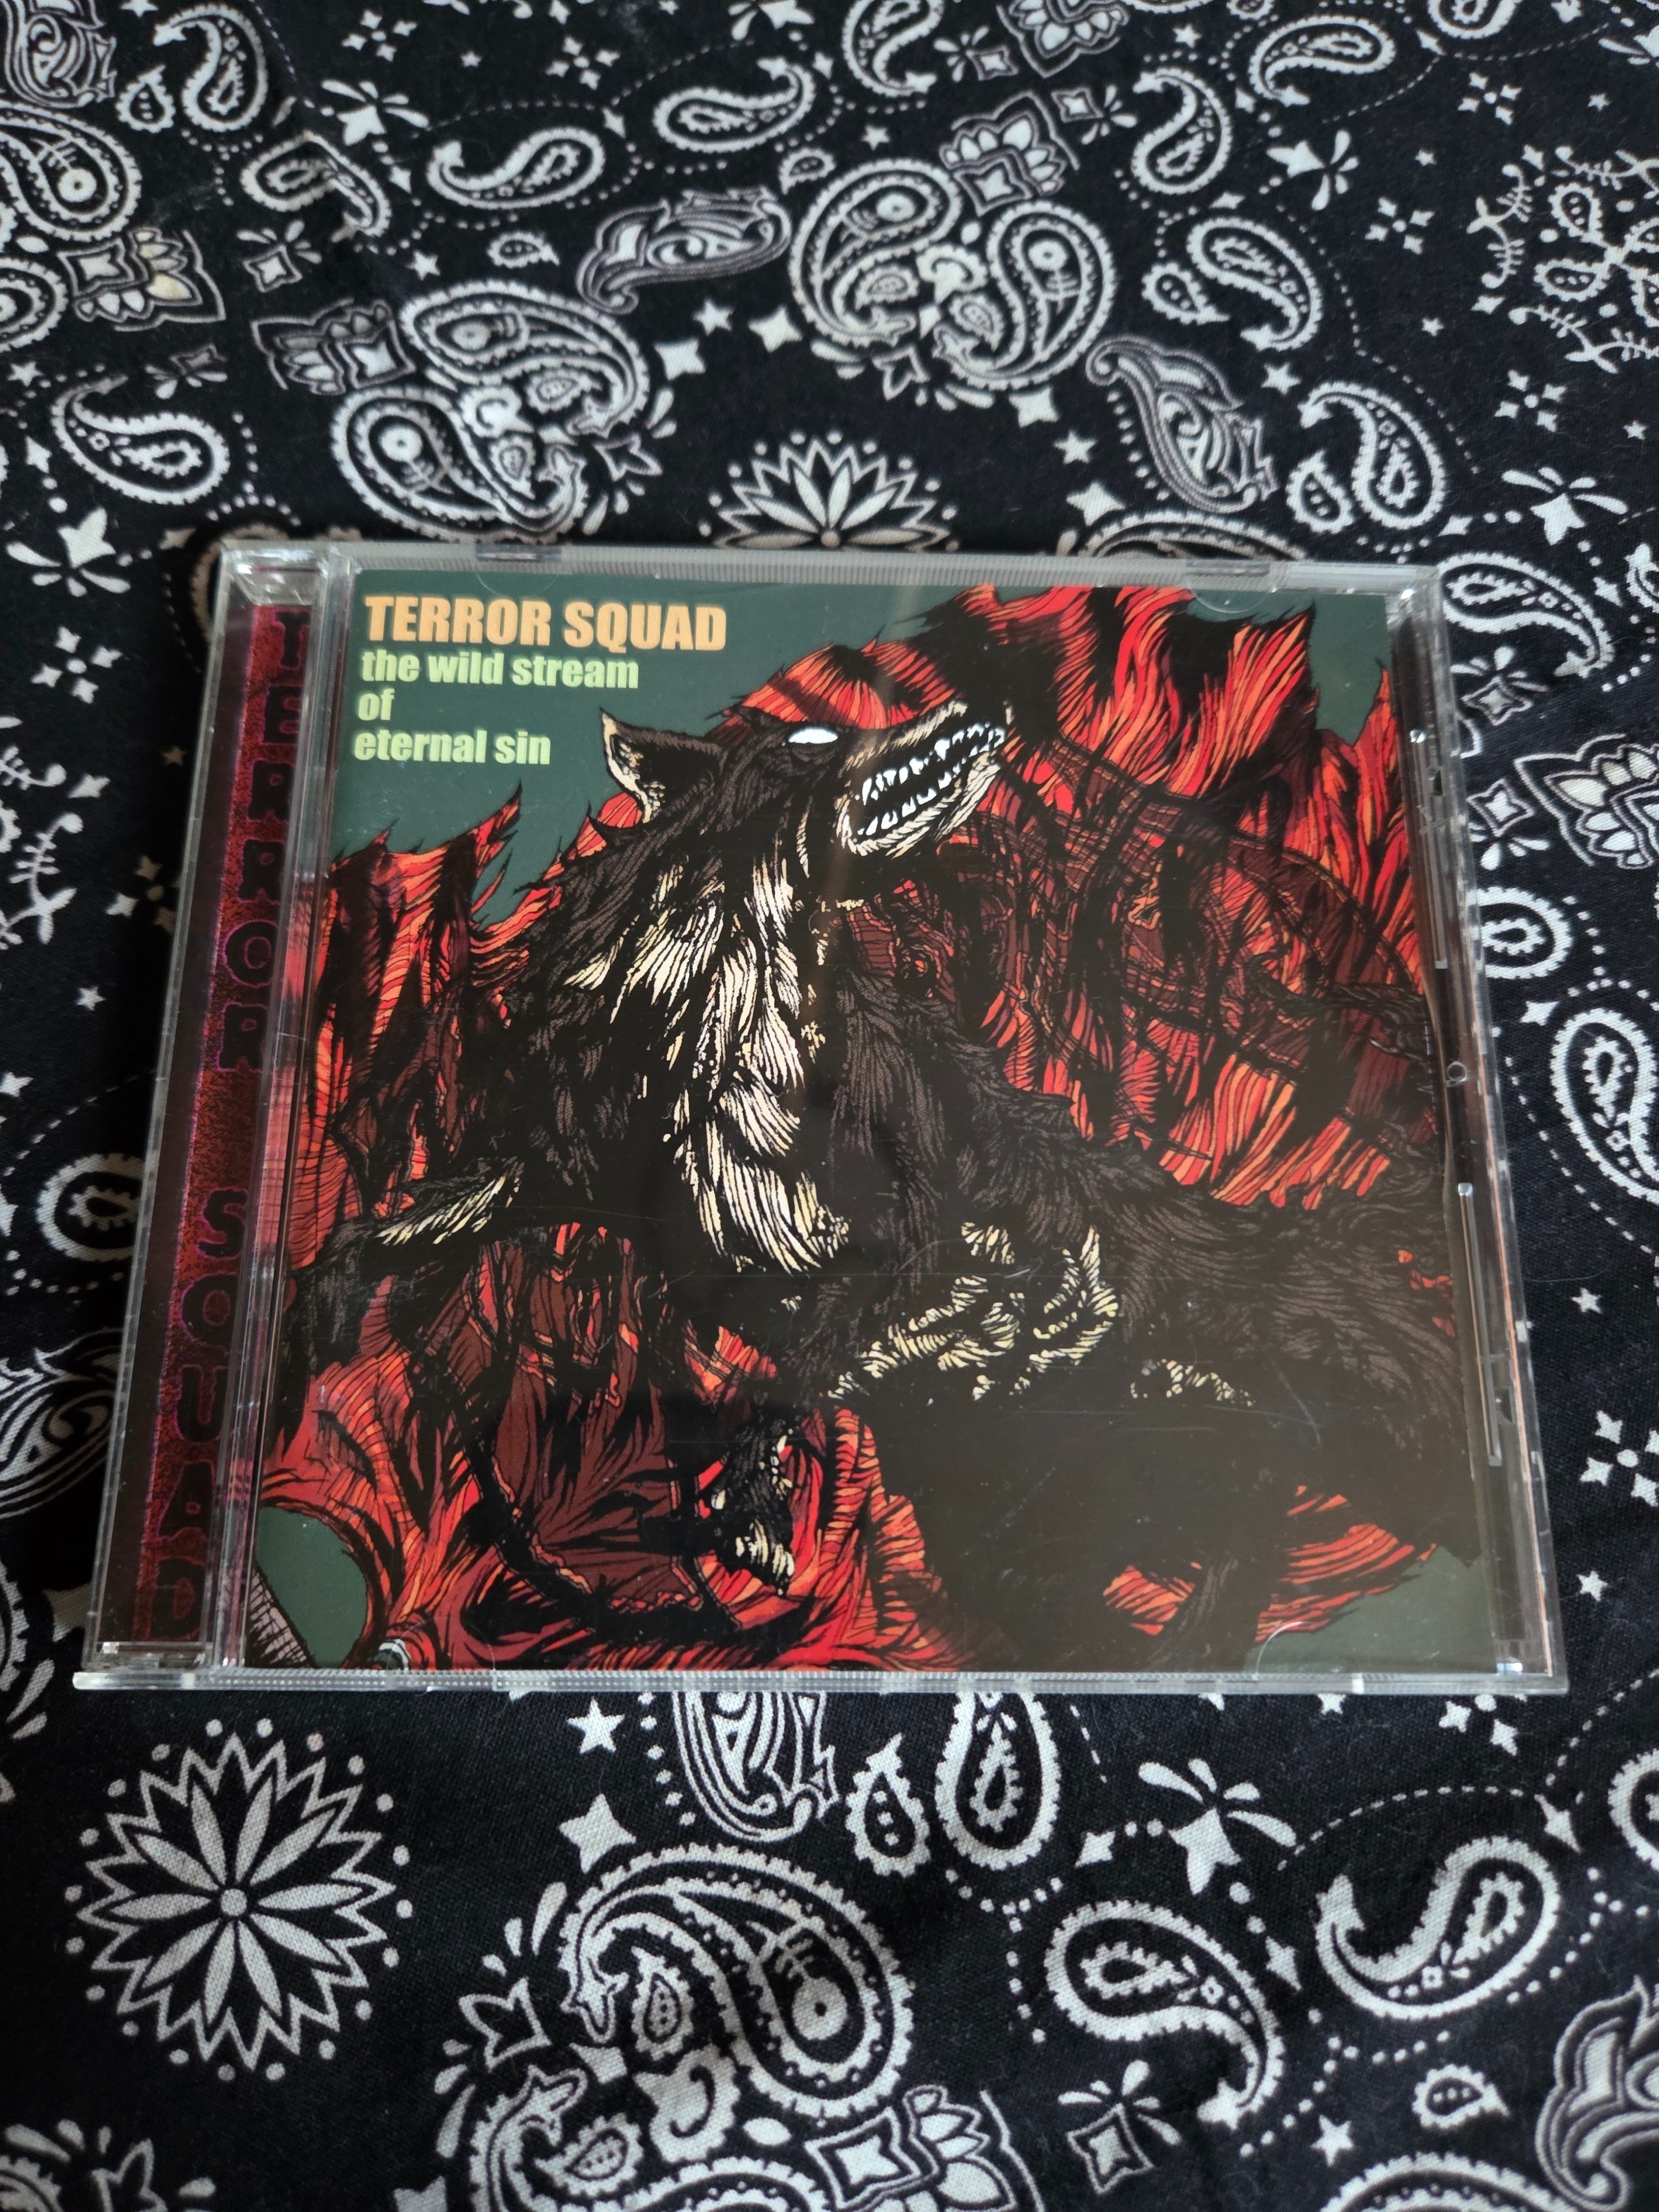 TERROR SQUAD
the wild stream
of
eternal sin
TERROR SQUAD